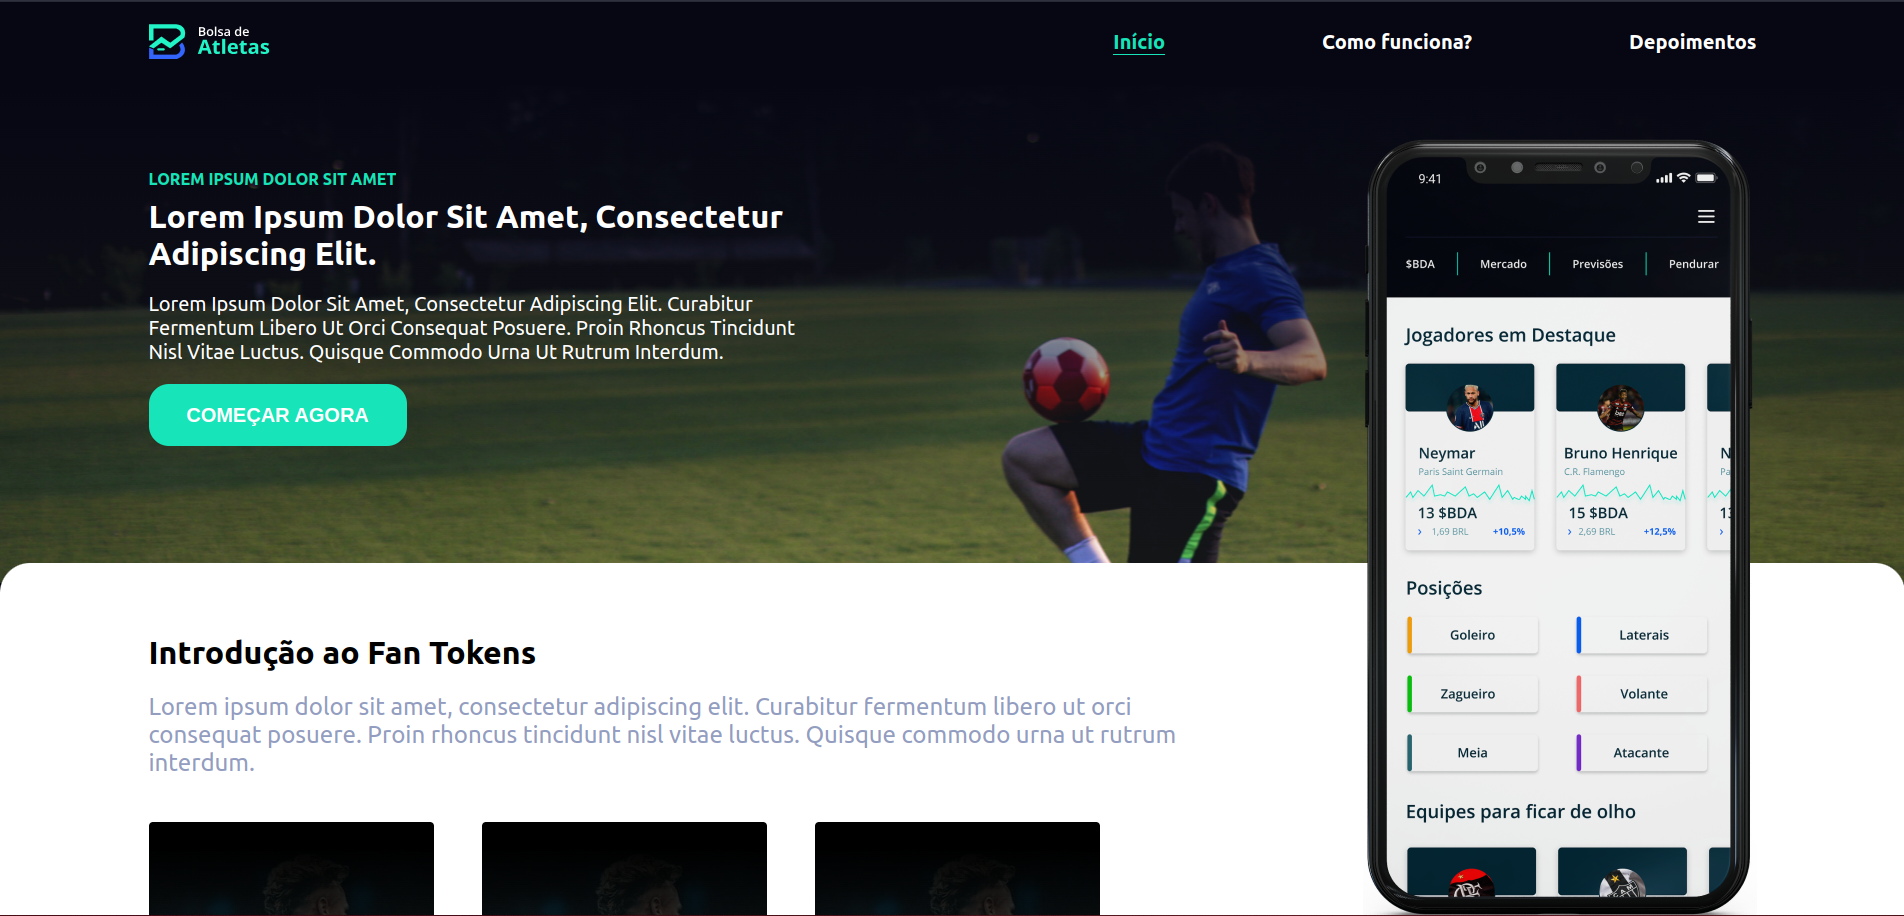 Bolsa de
Atletas
Início
Como funciona?
Depoimentos
LOREM IPSUM DOLOR SIT AMET
Lorem Ipsum Dolor Sit Amet, Consectetur
Adipiscing Elit.
Lorem Ipsum Dolor Sit Amet, Consectetur Adipiscing Elit. Curabitur
Fermentum Libero Ut Orci Consequat Posuere. Proin Rhoncus Tincidunt
Nisl Vitae Luctus. Quisque Commodo Urna Ut Rutrum Interdum.
COMEÇAR AGORA
Introdução ao Fan Tokens
Lorem ipsum dolor sit amet, consectetur adipiscing elit. Curabitur fermentum libero ut orci
consequat posuere. Proin rhoncus tincidunt nisl vitae luctus. Quisque commodo urna ut rutrum
interdum.
9:41
$BDA
Mercado
Previsões
Pendurar
Jogadores em Destaque
Neymar
Paris Saint Germain
13 $BDA
1,69 BRL +10,5%
Bruno Henrique
C.R. Flamengo
15 $BDA
2,69 BRL +12,5%
N
Pa
13
Posições
Goleiro
Laterais
Zagueiro
Volante
Meia
Atacante
Equipes para ficar de olho